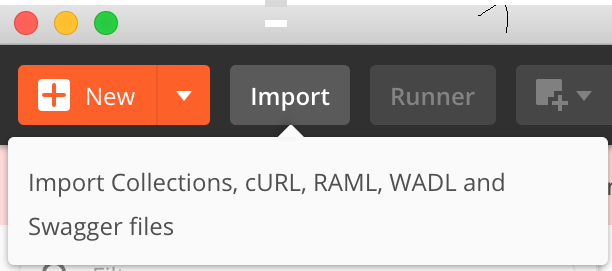 New
Import
Runner
Import Collections, cURL, RAML, WADL and
Swagger files